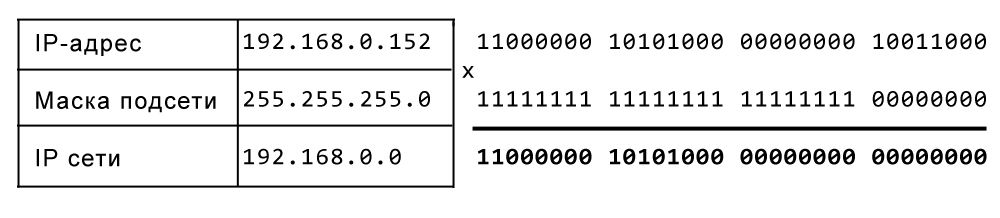 IP-адрес 192.168.0.152 11000000 10101000 00000000 10011000
x
Маска подсети 255.255.255.0 11111111 11111111 11111111 00000000
IP сети 192.168.0.0 11000000 10101000 00000000 00000000